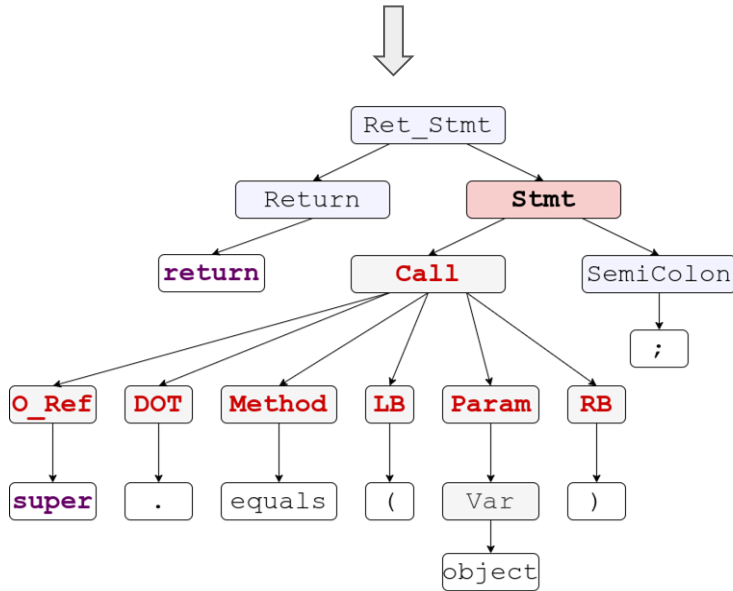 Ret_Stmt
Return Stmt
return Call SemiColon
;
O_Ref DOT Method LB Param RB
super . equals ( Var )
object